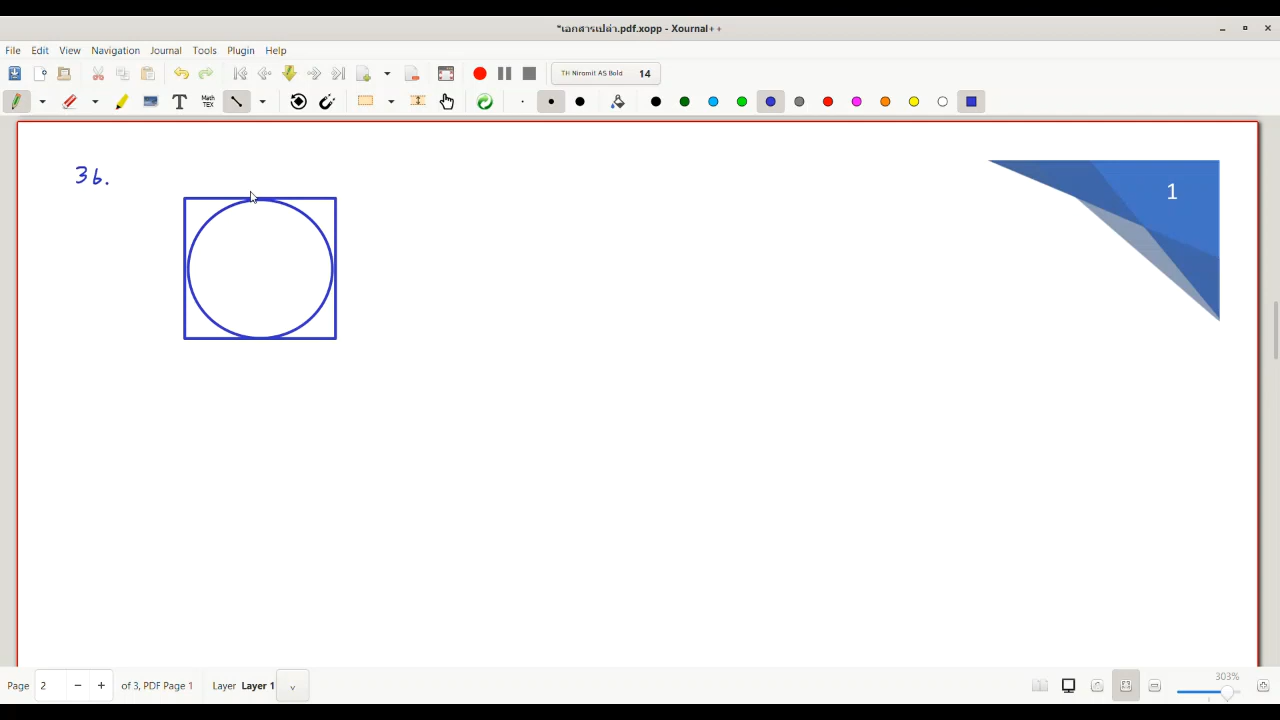 *เอกสารเปล่า.pdf.xopp - Xournal++
File Edit View Navigation Journal Tools Plugin Help
TH Niramit AS Bold 14
Math TEX
36.
1
Page 2 of 3, PDF Page 1 Layer Layer 1
303%